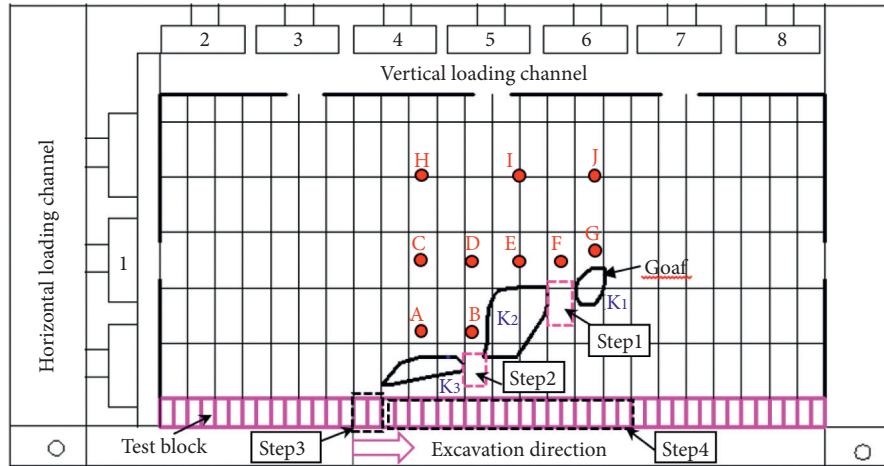 2 3 4 5 6 7 8
Vertical loading channel
Horizontal loading channel
1
H I J
C D E F G
Goaf
K1
A B K2
Step1
K3
Step2
Test block
Step3
Excavation direction
Step4